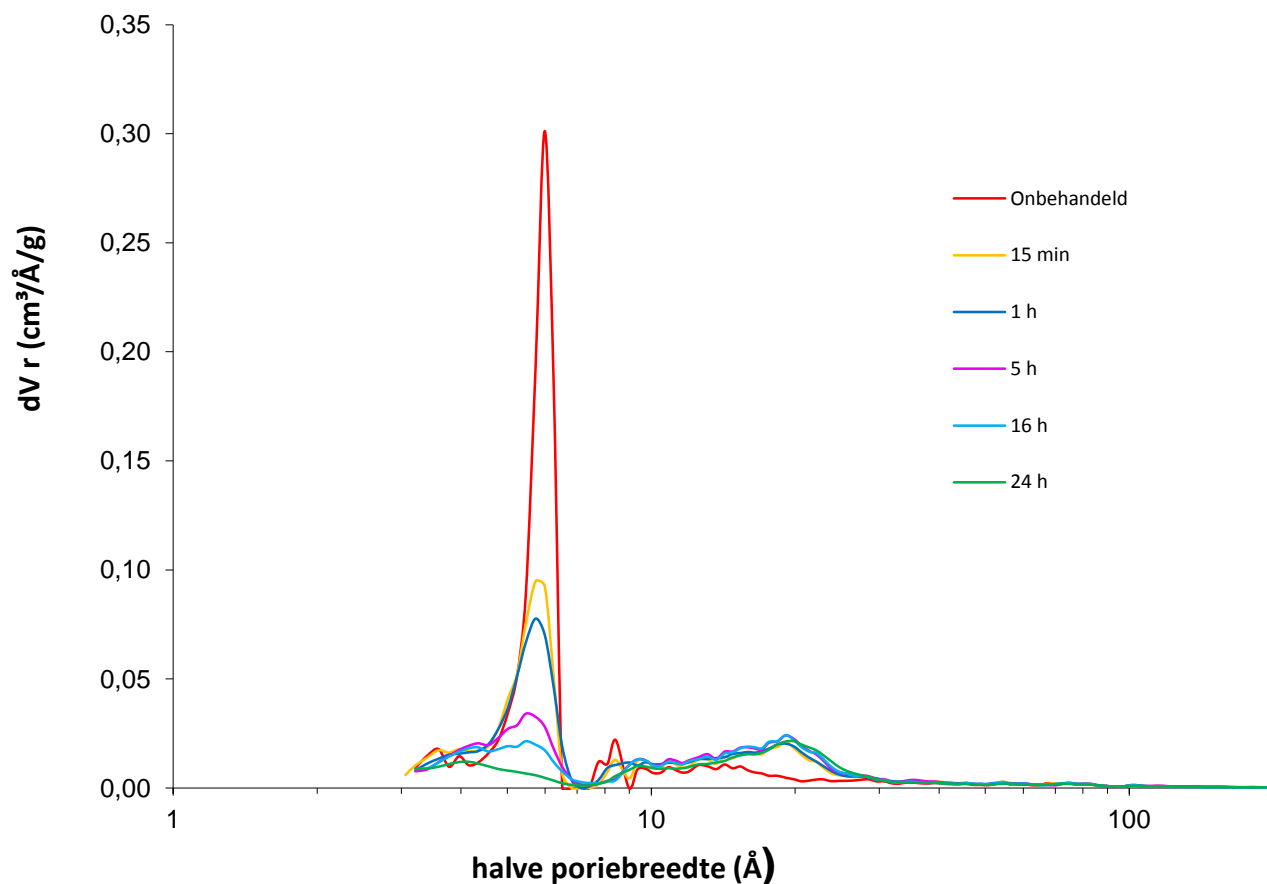 0,35
0,30
0,25
0,20
0,15
0,10
0,05
0,00
dV r (cm³/Å/g)
Onbehandeld
15 min
1 h
5 h
16 h
24 h
1 10 100
halve poriebreedte (Å)